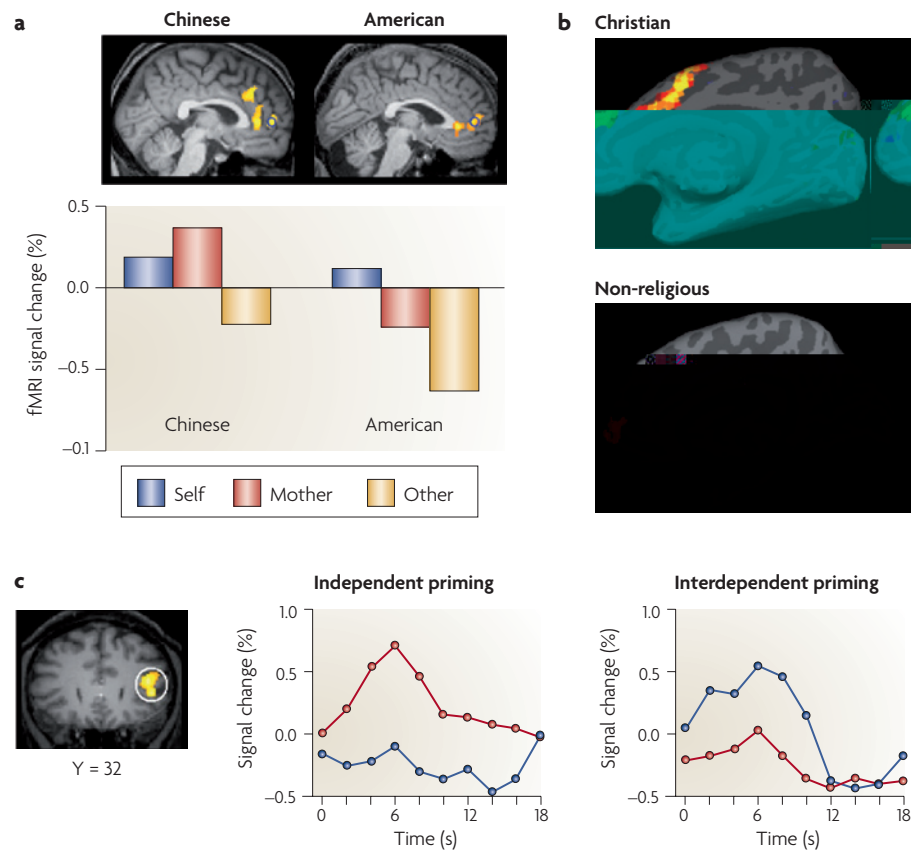 a
Chinese American
b
Christian
0.5
0.0
−0.5
−0.1
fMRI signal change (%)
Chinese American
Self Mother Other
Non-religious
c
Y = 32
Independent priming
1.0
0.5
0.0
−0.5
Signal change (%)
0 6 12 18
Time (s)
Interdependent priming
1.0
0.5
0.0
−0.5
Signal change (%)
0 6 12 18
Time (s)